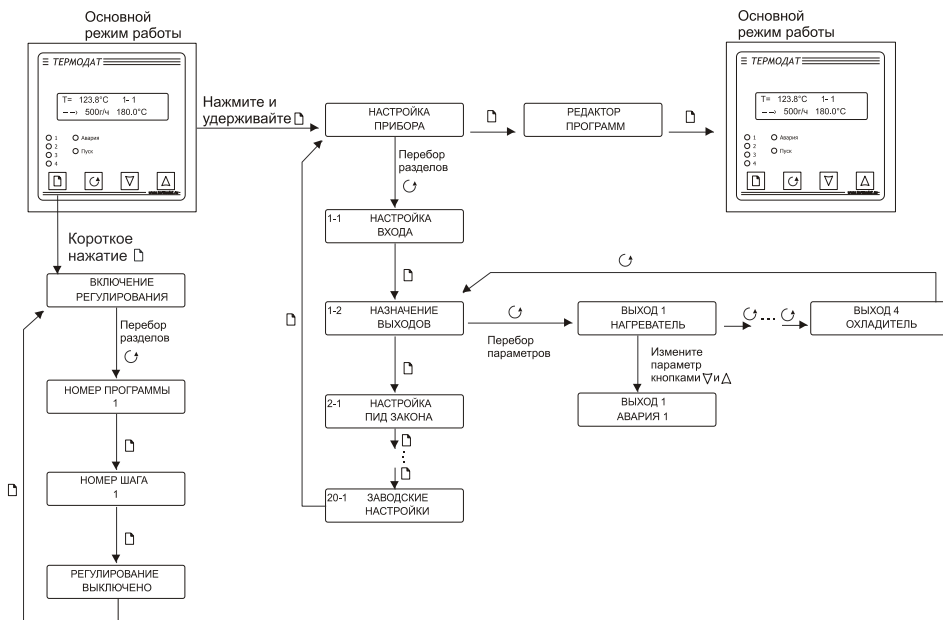 Основной
режим работы
ТЕРМОДАТ
T= 123.8°C 1- 1
500г/ч 180.0°C
1
2
3
4
Авария
Пуск
Нажмите и
удерживайте
Короткое
нажатие
ВКЛЮЧЕНИЕ
РЕГУЛИРОВАНИЯ
Перебор
разделов
НОМЕР ПРОГРАММЫ
1
НОМЕР ШАГА
1
РЕГУЛИРОВАНИЕ
ВЫКЛЮЧЕНО
НАСТРОЙКА
ПРИБОРА
Перебор
разделов
1-1 НАСТРОЙКА
ВХОДА
1-2 НАЗНАЧЕНИЕ
ВЫХОДОВ
2-1 НАСТРОЙКА
ПИД ЗАКОНА
20-1 ЗАВОДСКИЕ
НАСТРОЙКИ
РЕДАКТОР
ПРОГРАММ
Перебор
параметров
ВЫХОД 1
НАГРЕВАТЕЛЬ
Измените
параметр
кнопками и
ВЫХОД 1
АВАРИЯ 1
ВЫХОД 4
ОХЛАДИТЕЛЬ
Основной
режим работы
ТЕРМОДАТ
T= 123.8°C 1- 1
500г/ч 180.0°C
1
2
3
4
Авария
Пуск